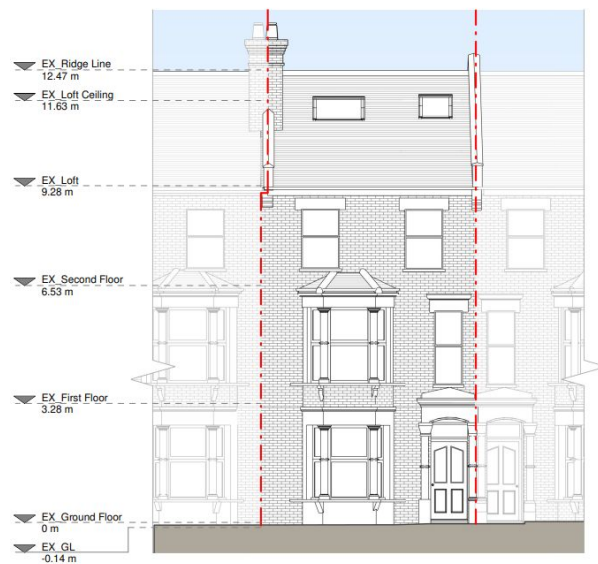 EX_Ridge Line
12.47 m
EX_Loft Ceiling
11.63 m
EX_Loft
9.28 m
EX_Second Floor
6.53 m
EX_First Floor
3.28 m
EX_Ground Floor
0 m
EX_GL
-0.14 m